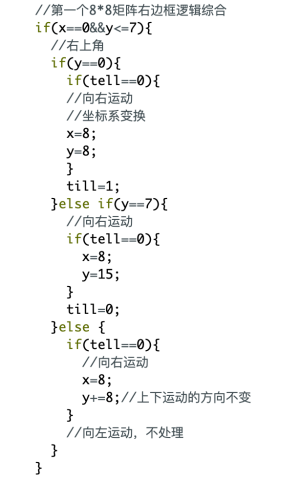 //第一个8*8矩阵右边框逻辑综合
if(x==0&&y<=7){
//右上角
if(y==0){
if(tell==0){
//向右运动
//坐标系变换
x=8;
y=8;
}
till=1;
}else if(y==7){
//向右运动
if(tell==0){
x=8;
y=15;
}
till=0;
}else {
if(tell==0){
//向右运动
x=8;
y+=8;//上下运动的方向不变
}
//向左运动，不处理
}
}